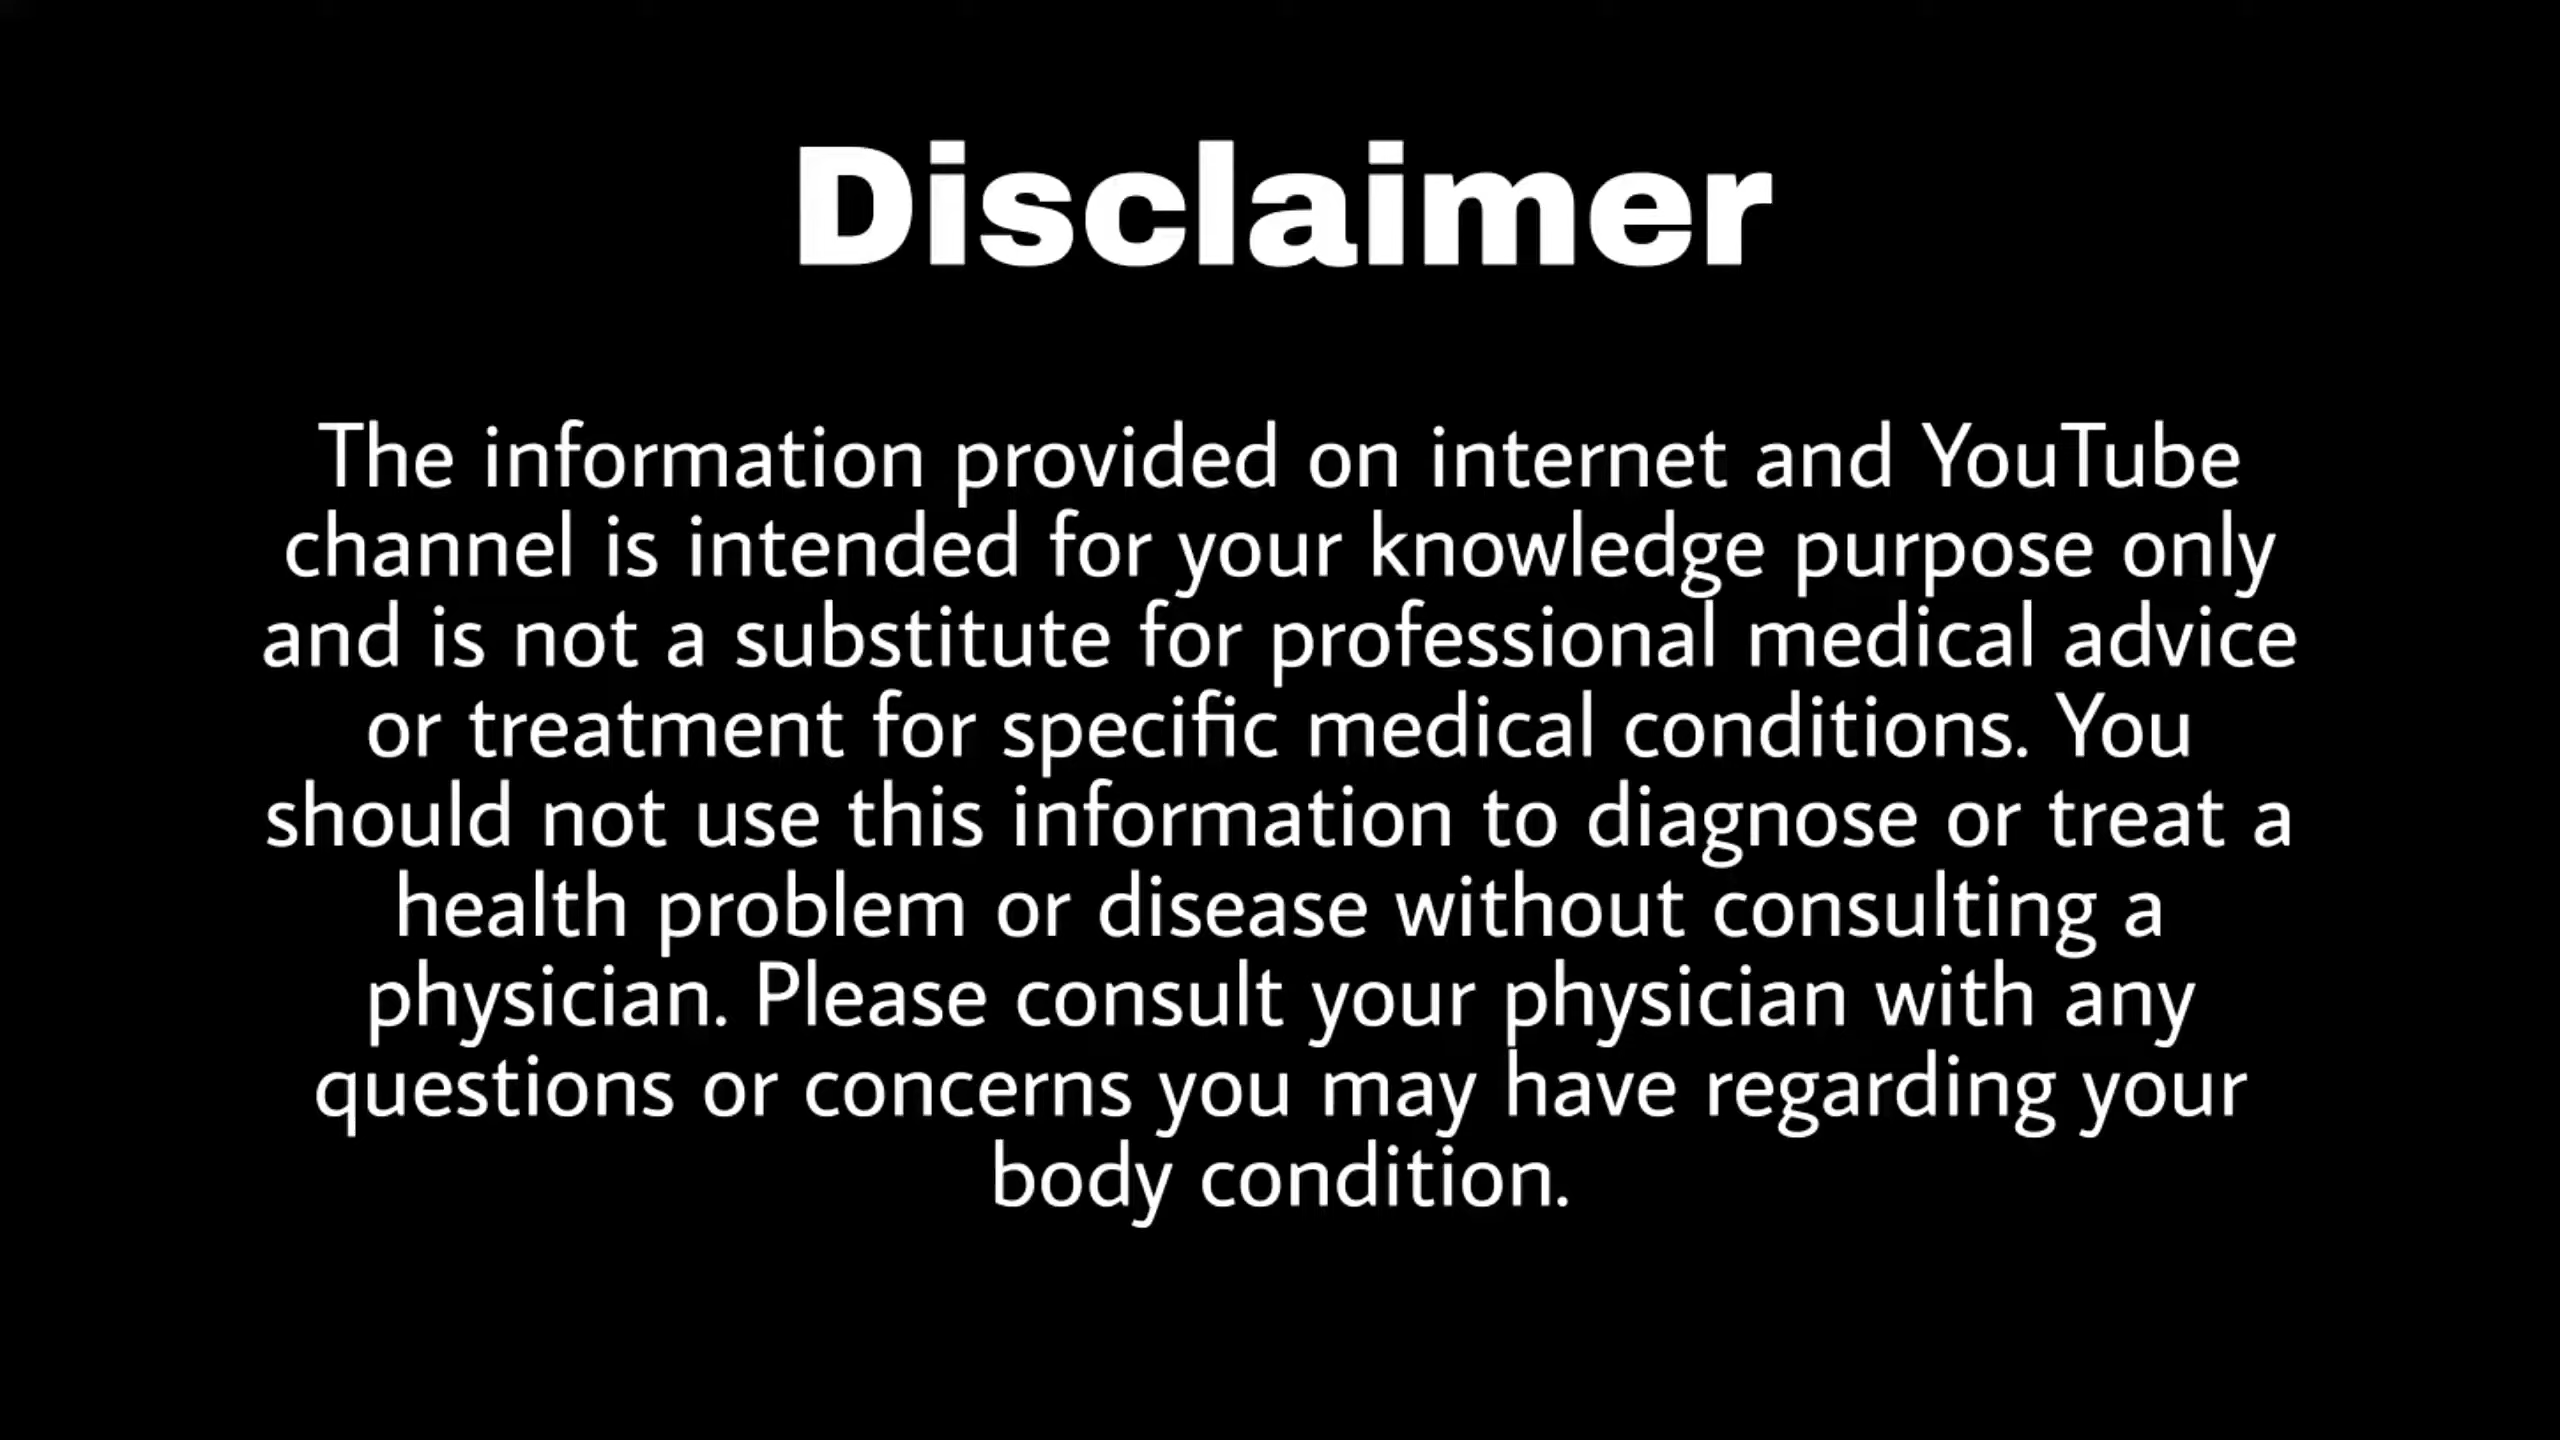 Disclaimer
The information provided on internet and YouTube
channel is intended for your knowledge purpose only
and is not a substitute for professional medical advice
or treatment for specific medical conditions. You
should not use this information to diagnose or treat a
health problem or disease without consulting a
physician. Please consult your physician with any
questions or concerns you may have regarding your
body condition.